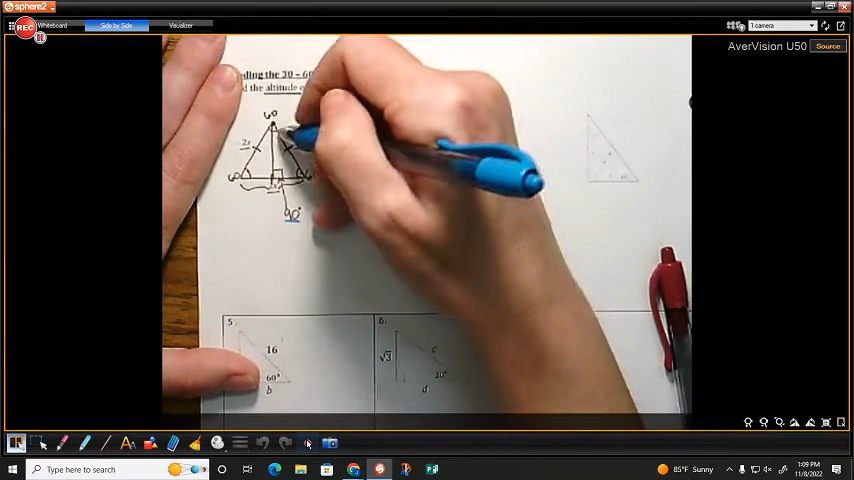 sphere2
REC
Whiteboard
Side by Side
Visualizer
1 camera
AverVision U50
Source
ding the 30 – 60
d the altitude o
60
2x
60
90°
5.
16
60°
b
6.
√3
c
30°
d
Type here to search
85°F Sunny
1:09 PM
11/8/2022